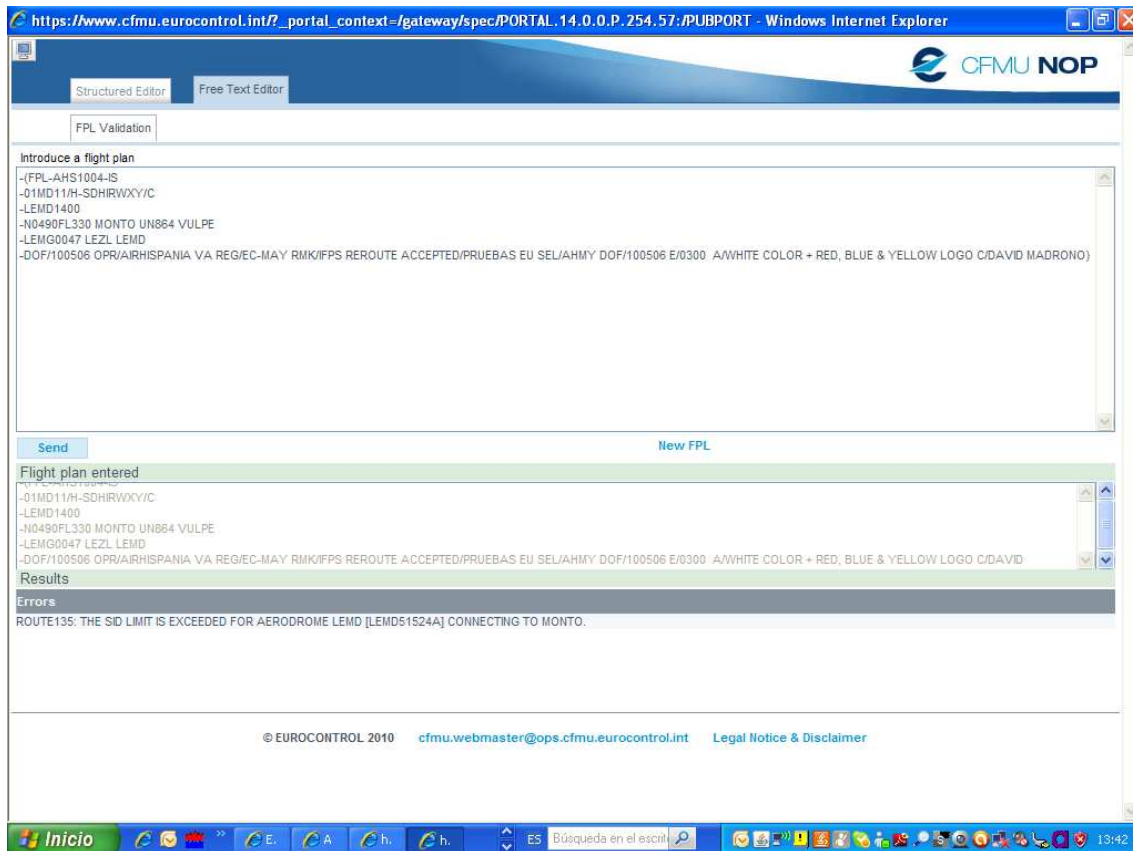 https://www.cfmu.eurocontrol.int/?_portal_context=/gateway/spec/PORTAL.14.0.0.P.254.57:/PUBPORT - Windows Internet Explorer
CFMU NOP
Structured Editor Free Text Editor
FPL Validation
Introduce a flight plan
-(FPL-AHS1004-IS
-01MD11/H-SDHIRWXY/C
-LEMD1400
-N0490FL330 MONTO UN864 VULPE
-LEMG0047 LEZL LEMD
-DOF/100506 OPR/AIRHISPANIA VA REG/EC-MAY RMK/IFPS REROUTE ACCEPTED/PRUEBAS EU SEL/AHMY DOF/100506 E/0300 A/WHITE COLOR + RED, BLUE & YELLOW LOGO C/DAVID MADRONO)
Send New FPL
Flight plan entered
-(FPL-AHS1004-IS
-01MD11/H-SDHIRWXY/C
-LEMD1400
-N0490FL330 MONTO UN864 VULPE
-LEMG0047 LEZL LEMD
-DOF/100506 OPR/AIRHISPANIA VA REG/EC-MAY RMK/IFPS REROUTE ACCEPTED/PRUEBAS EU SEL/AHMY DOF/100506 E/0300 A/WHITE COLOR + RED, BLUE & YELLOW LOGO C/DAVID
Results
Errors
ROUTE135: THE SID LIMIT IS EXCEEDED FOR AERODROME LEMD [LEMD51524A] CONNECTING TO MONTO.
© EUROCONTROL 2010 cfmu.webmaster@ops.cfmu.eurocontrol.int Legal Notice & Disclaimer
Inicio E. A h. h. ES Búsqueda en el escrito 13:42